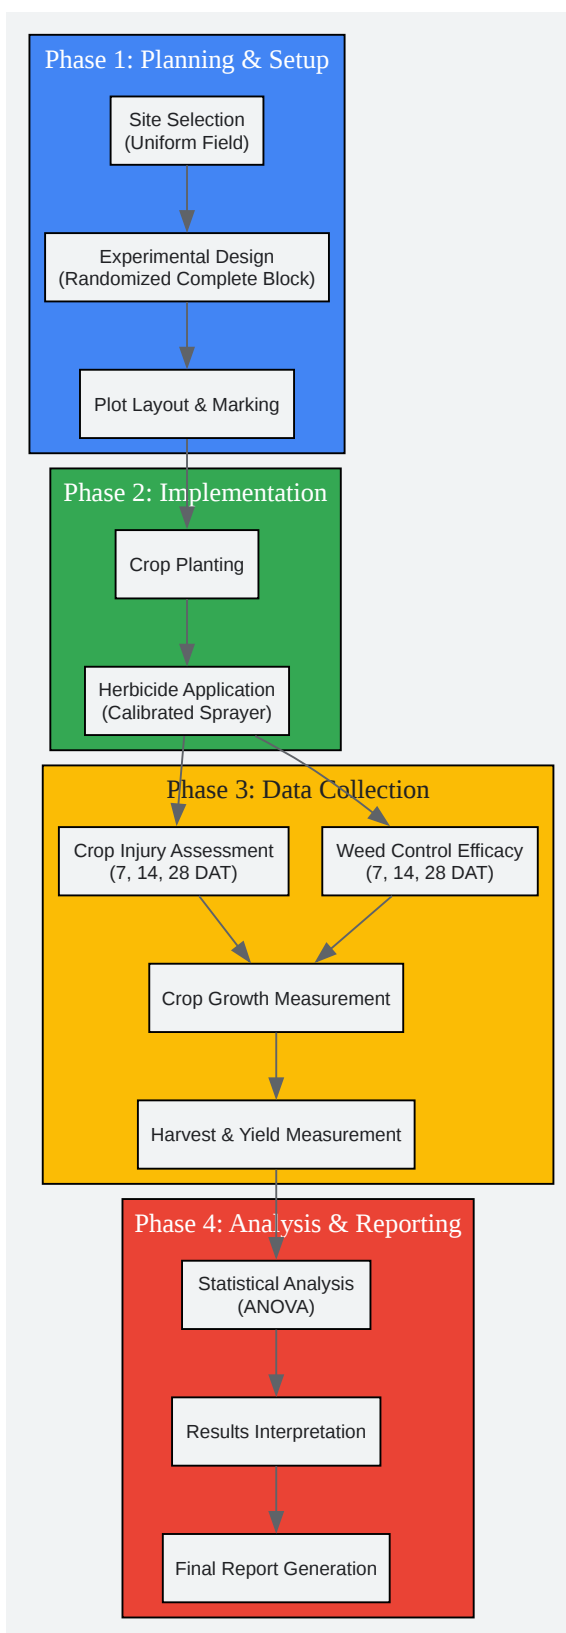 Phase 1: Planning & Setup
Site Selection
(Uniform Field)
Experimental Design
(Randomized Complete Block)
Plot Layout & Marking
Phase 2: Implementation
Crop Planting
Herbicide Application
(Calibrated Sprayer)
Phase 3: Data Collection
Crop Injury Assessment
(7, 14, 28 DAT)
Weed Control Efficacy
(7, 14, 28 DAT)
Crop Growth Measurement
Harvest & Yield Measurement
Phase 4: Analysis & Reporting
Statistical Analysis
(ANOVA)
Results Interpretation
Final Report Generation